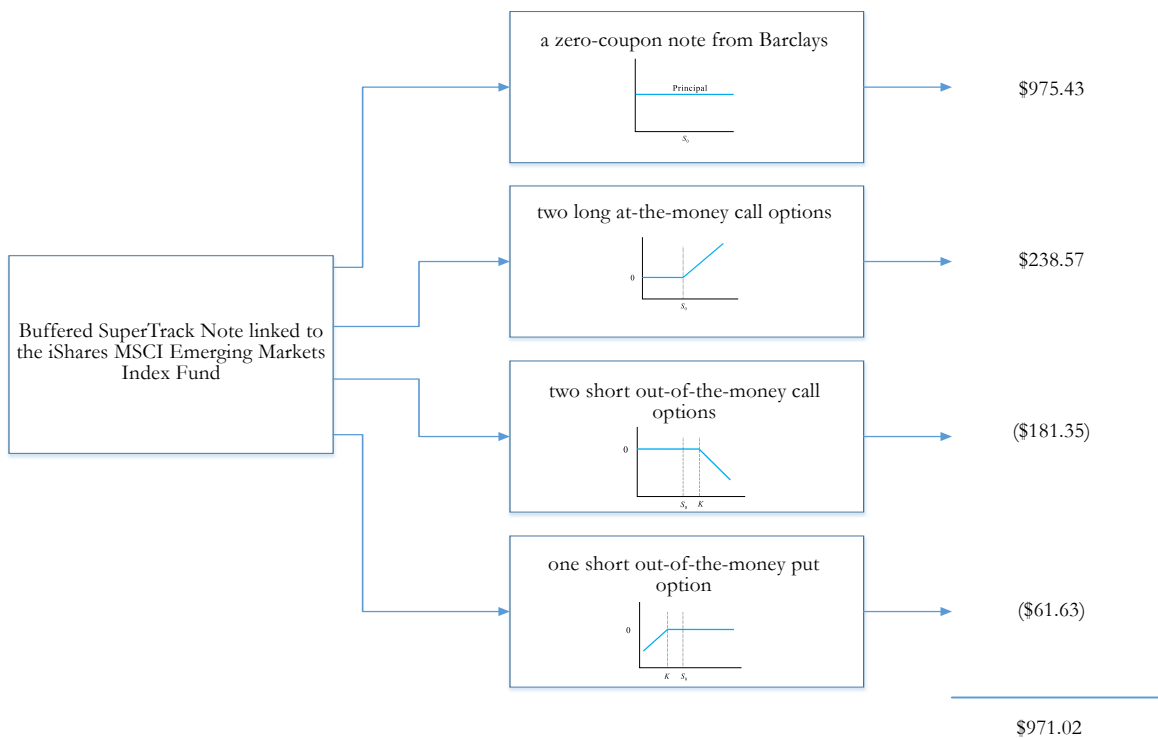 a zero-coupon note from Barclays
Principal
S0
$975.43
two long at-the-money call options
0
S0
$238.57
Buffered SuperTrack Note linked to
the iShares MSCI Emerging Markets
Index Fund
two short out-of-the-money call
options
0
S0 K
($181.35)
one short out-of-the-money put
option
0
K S0
($61.63)
$971.02